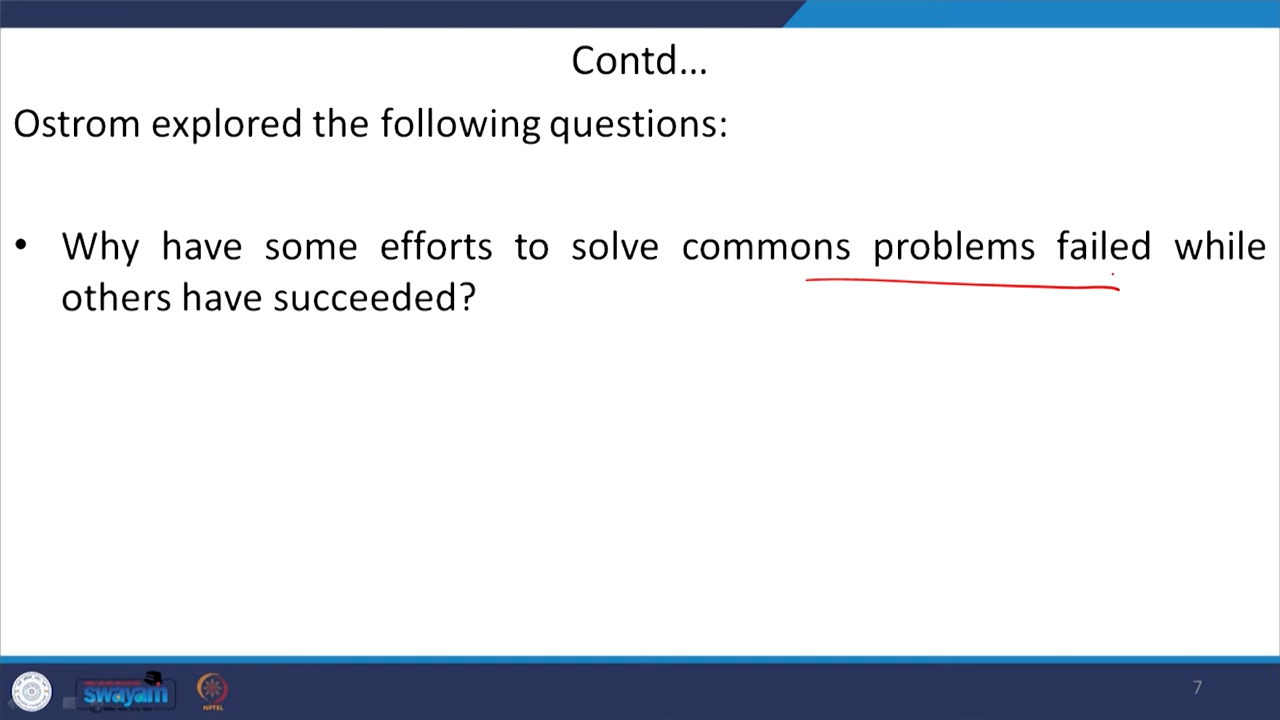 Contd...
Ostrom explored the following questions:
• Why have some efforts to solve commons problems failed while
others have succeeded?
swayam
NPTEL
7